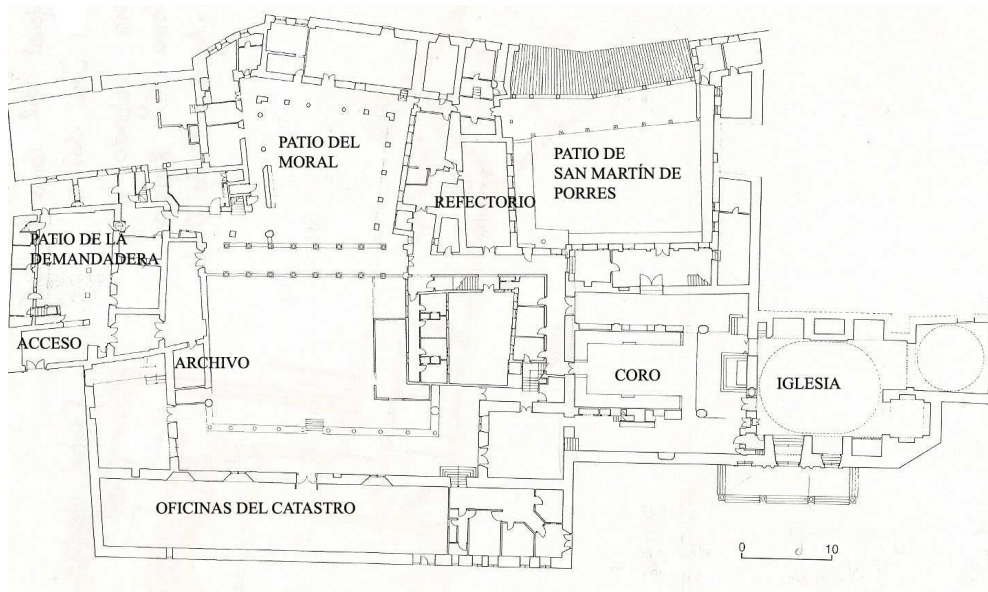 PATIO DEL
MORAL
PATIO DE
SAN MARTÍN DE
PORRES
REFECTORIO
PATIO DE LA
DEMANDADERA
ACCESO
ARCHIVO
CORO
IGLESIA
OFICINAS DEL CATASTRO
0 10